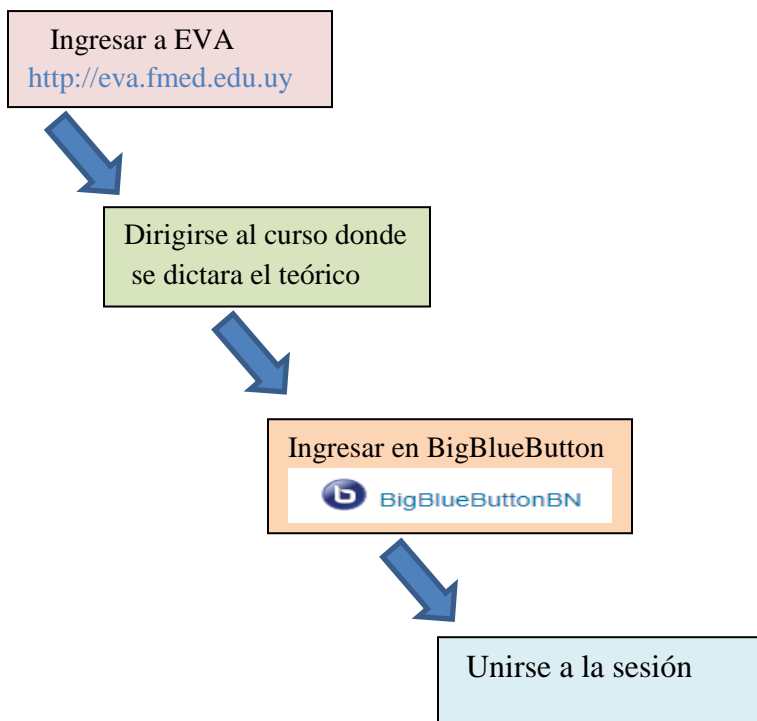 Ingresar a EVA
http://eva.fmed.edu.uy
Dirigirse al curso donde
se dictara el teórico
Ingresar en BigBlueButton
b BigBlueButtonBN
Unirse a la sesión